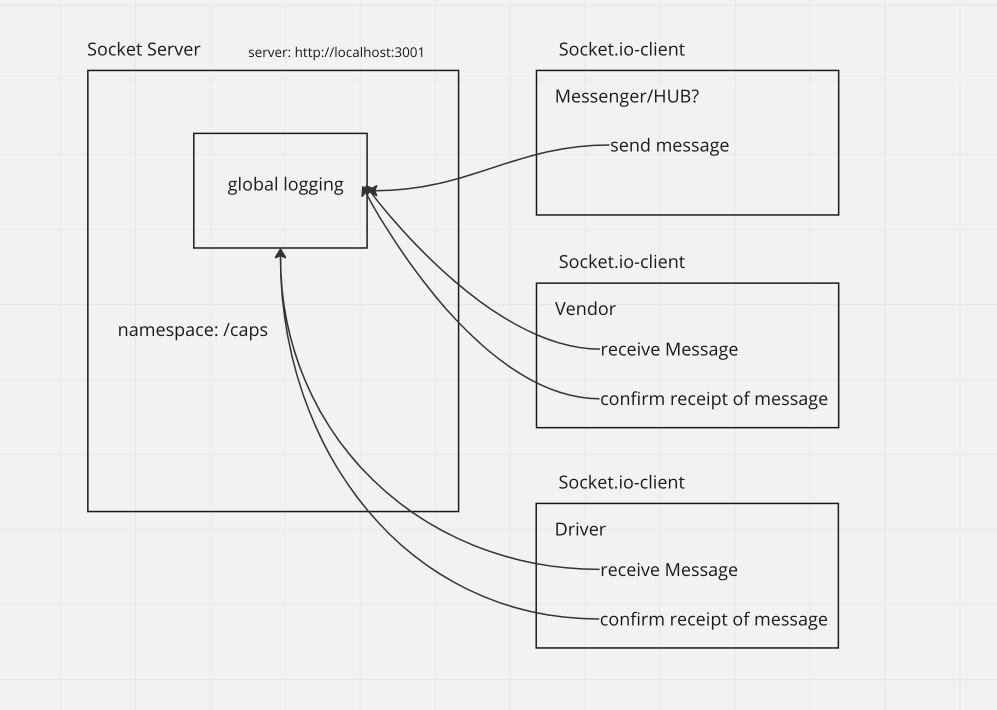 Socket Server
server: http://localhost:3001
global logging
namespace: /caps
Socket.io-client
Messenger/HUB?
send message
Socket.io-client
Vendor
receive Message
confirm receipt of message
Socket.io-client
Driver
receive Message
confirm receipt of message